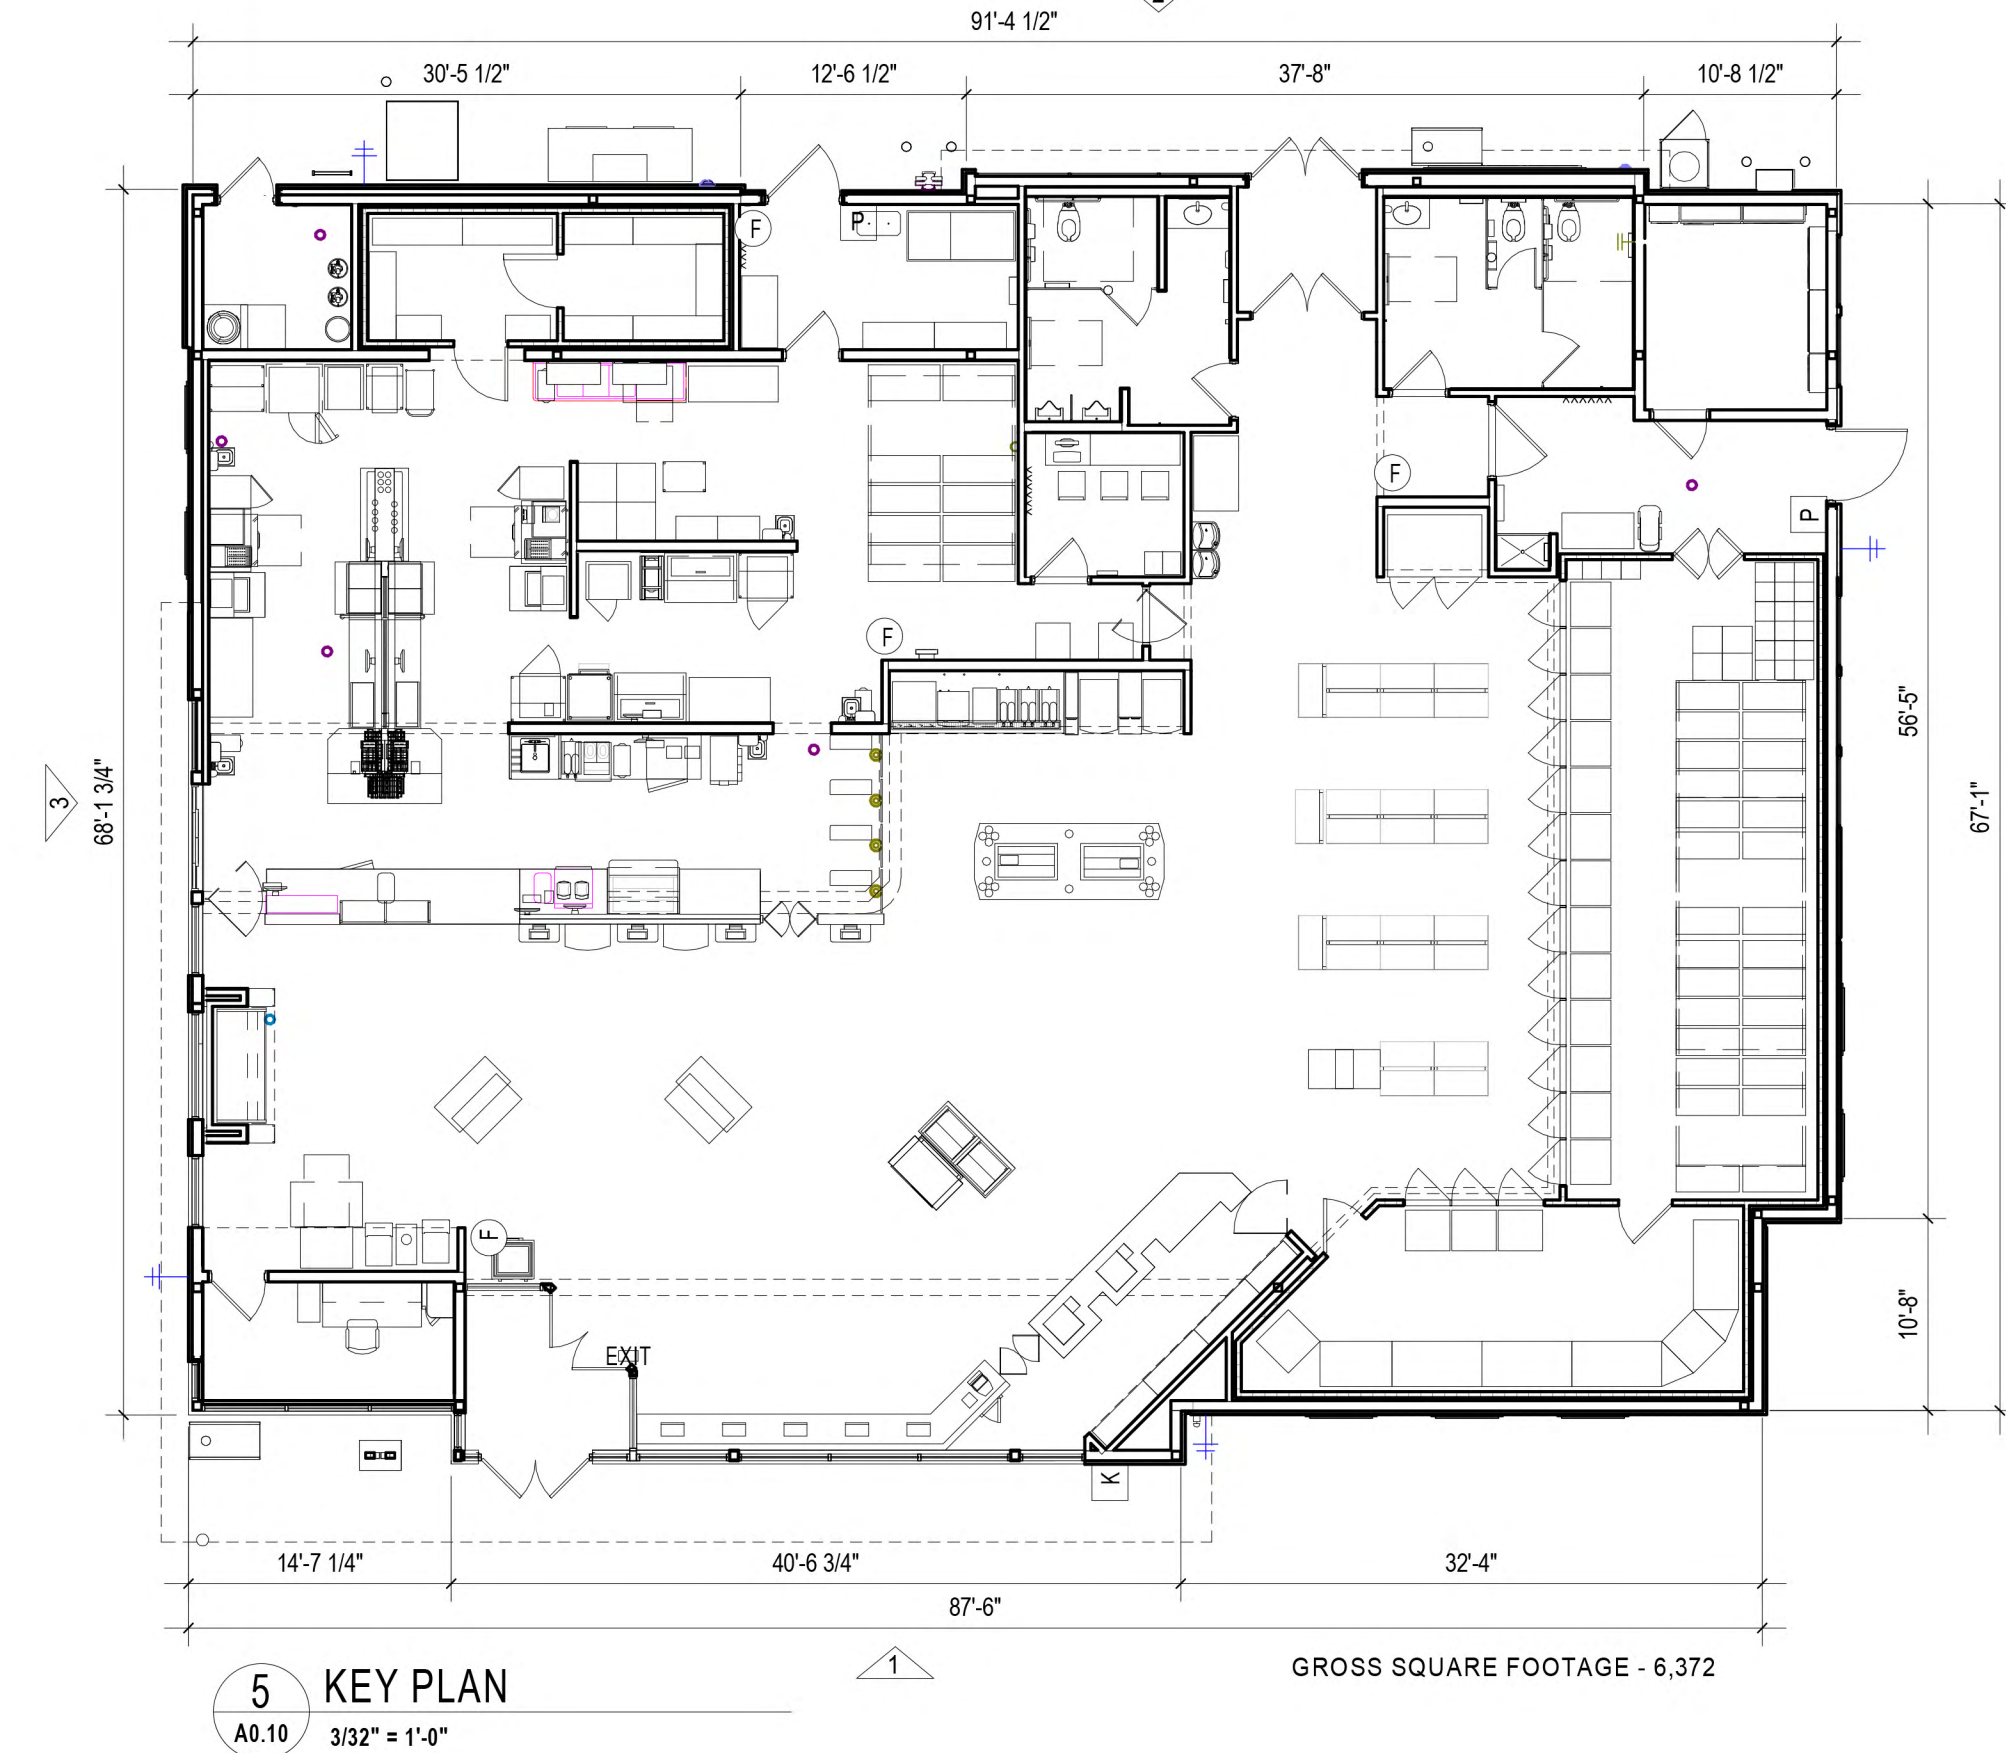 91'-4 1/2"
30'-5 1/2"
12'-6 1/2"
37'-8"
10'-8 1/2"
F
P
F
P
F
56'-5"
67'-1"
68'-1 3/4"
3
F
10'-8"
EXIT
K
14'-7 1/4"
40'-6 3/4"
32'-4"
87'-6"
1
GROSS SQUARE FOOTAGE - 6,372
5
KEY PLAN
A0.10
3/32" = 1'-0"